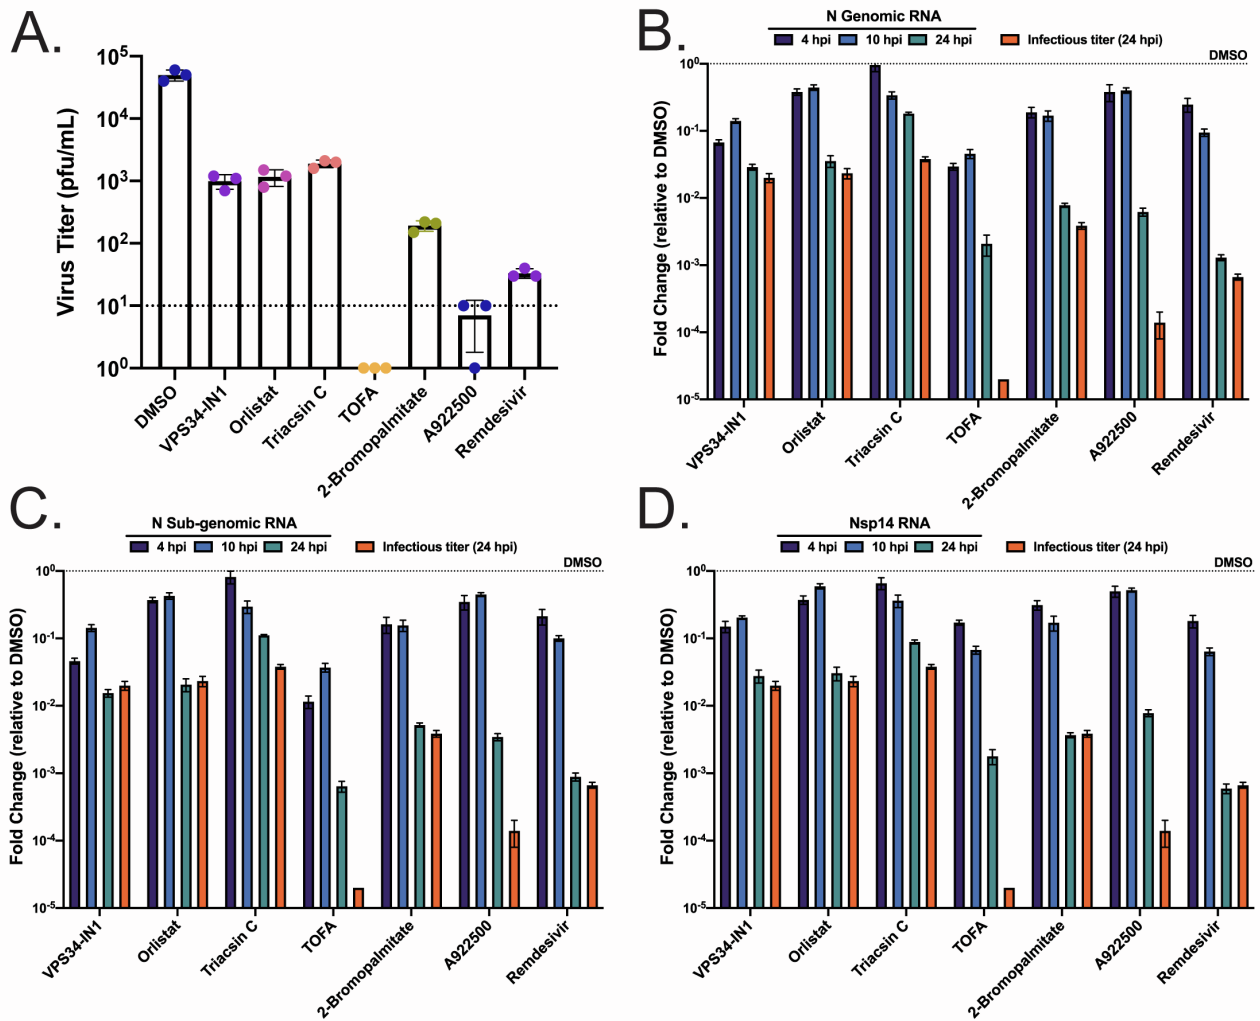 A.
Virus Titer (pfu/mL)
10^5
10^4
10^3
10^2
10^1
10^0
DMSO
VPS34-IN1
Orlistat
Triacsin C
TOFA
2-Bromopalmitate
A922500
Remdesivir
B.
N Genomic RNA
4 hpi 10 hpi 24 hpi Infectious titer (24 hpi)
DMSO
Fold Change (relative to DMSO)
10^0
10^-1
10^-2
10^-3
10^-4
10^-5
VPS34-IN1
Orlistat
Triacsin C
TOFA
2-Bromopalmitate
A922500
Remdesivir
C.
N Sub-genomic RNA
4 hpi 10 hpi 24 hpi Infectious titer (24 hpi)
DMSO
Fold Change (relative to DMSO)
10^0
10^-1
10^-2
10^-3
10^-4
10^-5
VPS34-IN1
Orlistat
Triacsin C
TOFA
2-Bromopalmitate
A922500
Remdesivir
D.
Nsp14 RNA
4 hpi 10 hpi 24 hpi Infectious titer (24 hpi)
DMSO
Fold Change (relative to DMSO)
10^0
10^-1
10^-2
10^-3
10^-4
10^-5
VPS34-IN1
Orlistat
Triacsin C
TOFA
2-Bromopalmitate
A922500
Remdesivir